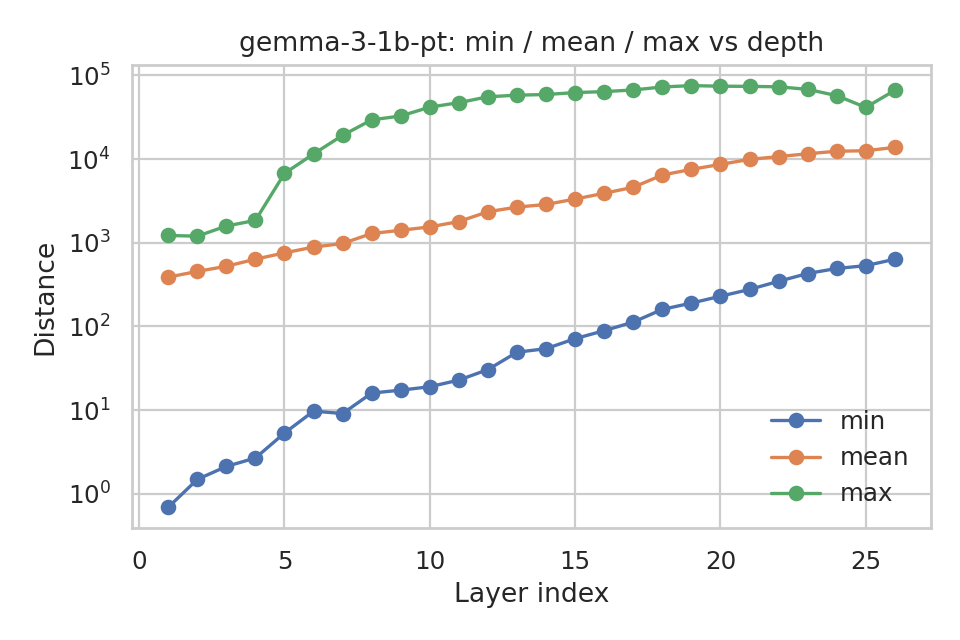 gemma-3-1b-pt: min / mean / max vs depth
10^5
10^4
10^3
10^2
10^1
10^0
Distance
min
mean
max
0 5 10 15 20 25
Layer index